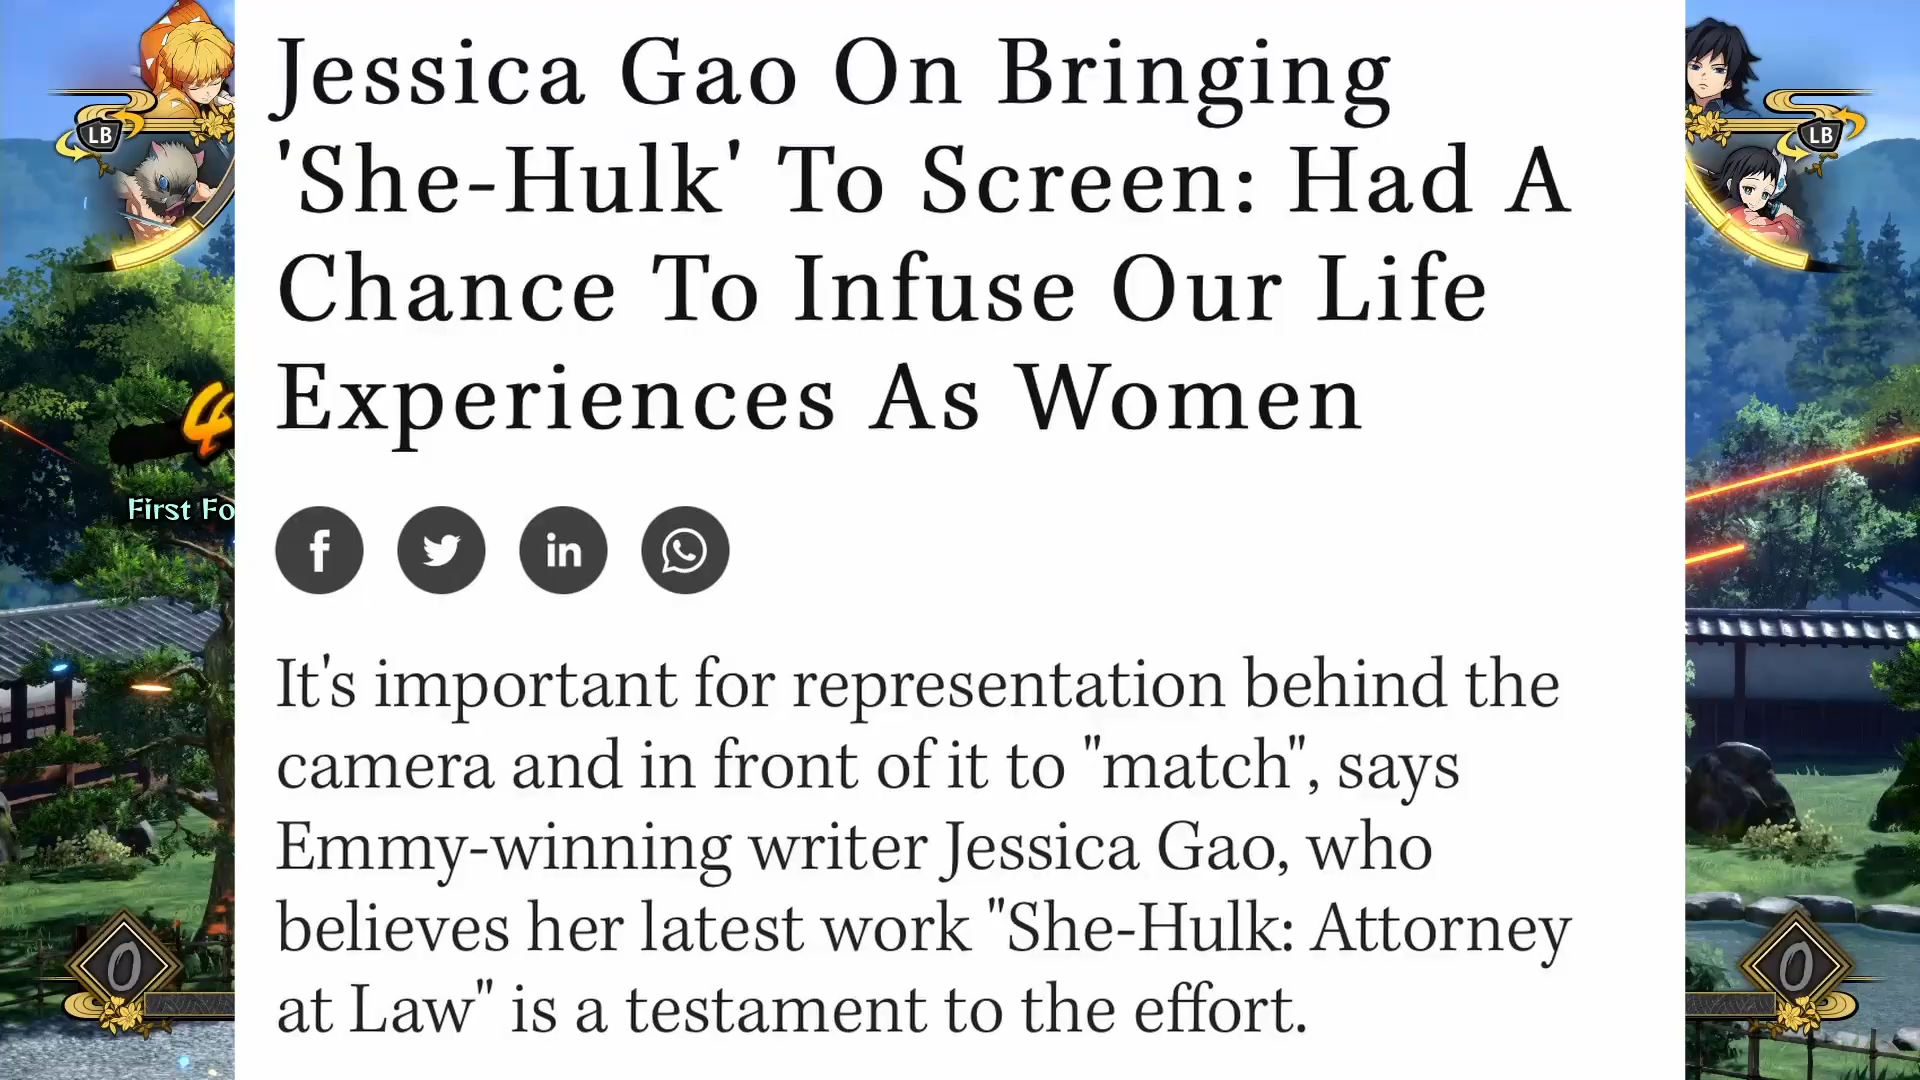 Jessica Gao On Bringing
'She-Hulk' To Screen: Had A
Chance To Infuse Our Life
Experiences As Women
It's important for representation behind the
camera and in front of it to "match", says
Emmy-winning writer Jessica Gao, who
believes her latest work "She-Hulk: Attorney
at Law" is a testament to the effort.
LB
LB
4
First Fo
0
0
f
in